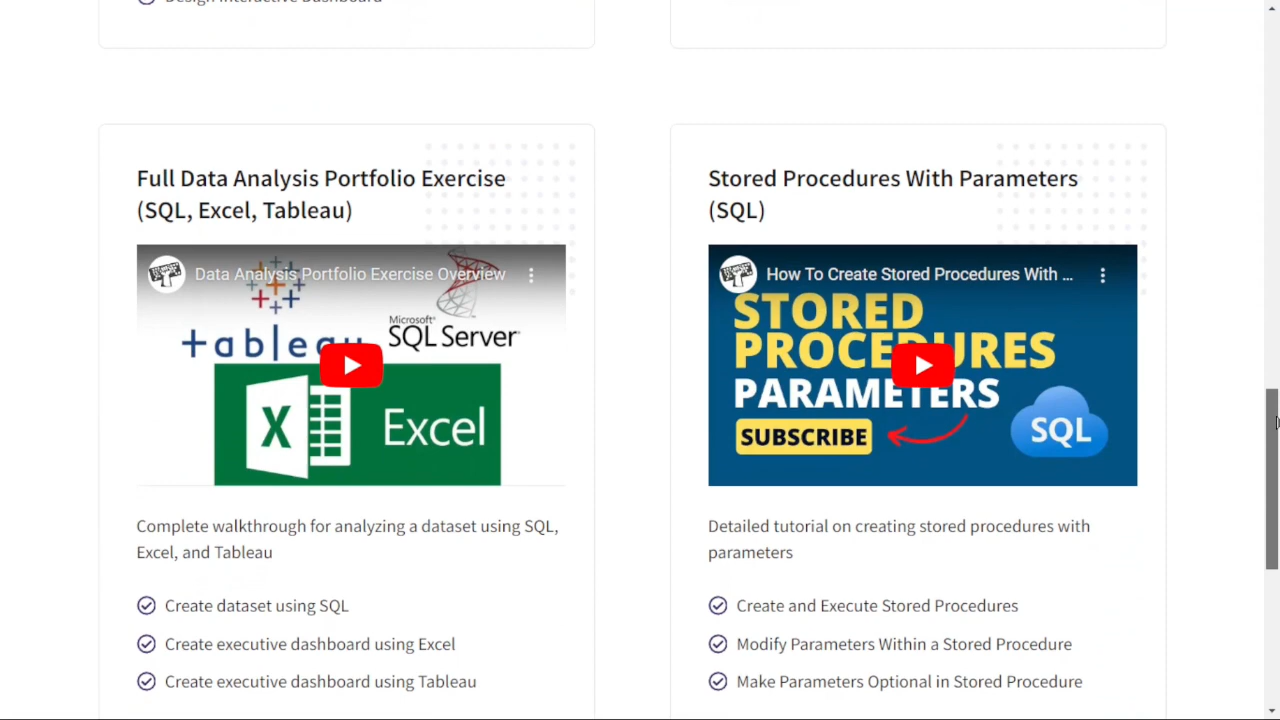 Design Interactive Dashboard
Full Data Analysis Portfolio Exercise
(SQL, Excel, Tableau)
Data Analysis Portfolio Exercise Overview
+ableau
Microsoft®
SQL Server
X
Excel
Complete walkthrough for analyzing a dataset using SQL,
Excel, and Tableau
Create dataset using SQL
Create executive dashboard using Excel
Create executive dashboard using Tableau
Stored Procedures With Parameters
(SQL)
How To Create Stored Procedures With ...
STORED
PROCEDURES
PARAMETERS
SUBSCRIBE
SQL
Detailed tutorial on creating stored procedures with
parameters
Create and Execute Stored Procedures
Modify Parameters Within a Stored Procedure
Make Parameters Optional in Stored Procedure